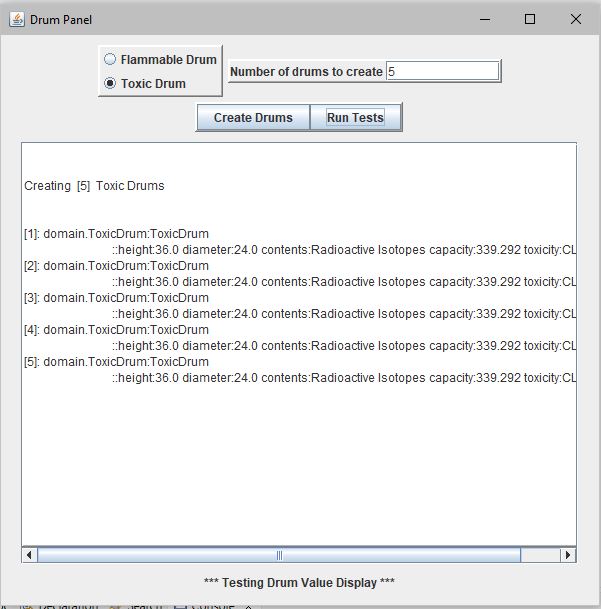 Drum Panel
Flammable Drum
Toxic Drum
Number of drums to create 5
Create Drums Run Tests
Creating [5] Toxic Drums
[1]: domain.ToxicDrum:ToxicDrum
::height:36.0 diameter:24.0 contents:Radioactive Isotopes capacity:339.292 toxicity:CL
[2]: domain.ToxicDrum:ToxicDrum
::height:36.0 diameter:24.0 contents:Radioactive Isotopes capacity:339.292 toxicity:CL
[3]: domain.ToxicDrum:ToxicDrum
::height:36.0 diameter:24.0 contents:Radioactive Isotopes capacity:339.292 toxicity:CL
[4]: domain.ToxicDrum:ToxicDrum
::height:36.0 diameter:24.0 contents:Radioactive Isotopes capacity:339.292 toxicity:CL
[5]: domain.ToxicDrum:ToxicDrum
::height:36.0 diameter:24.0 contents:Radioactive Isotopes capacity:339.292 toxicity:CL
*** Testing Drum Value Display ***
Declaration Search Console